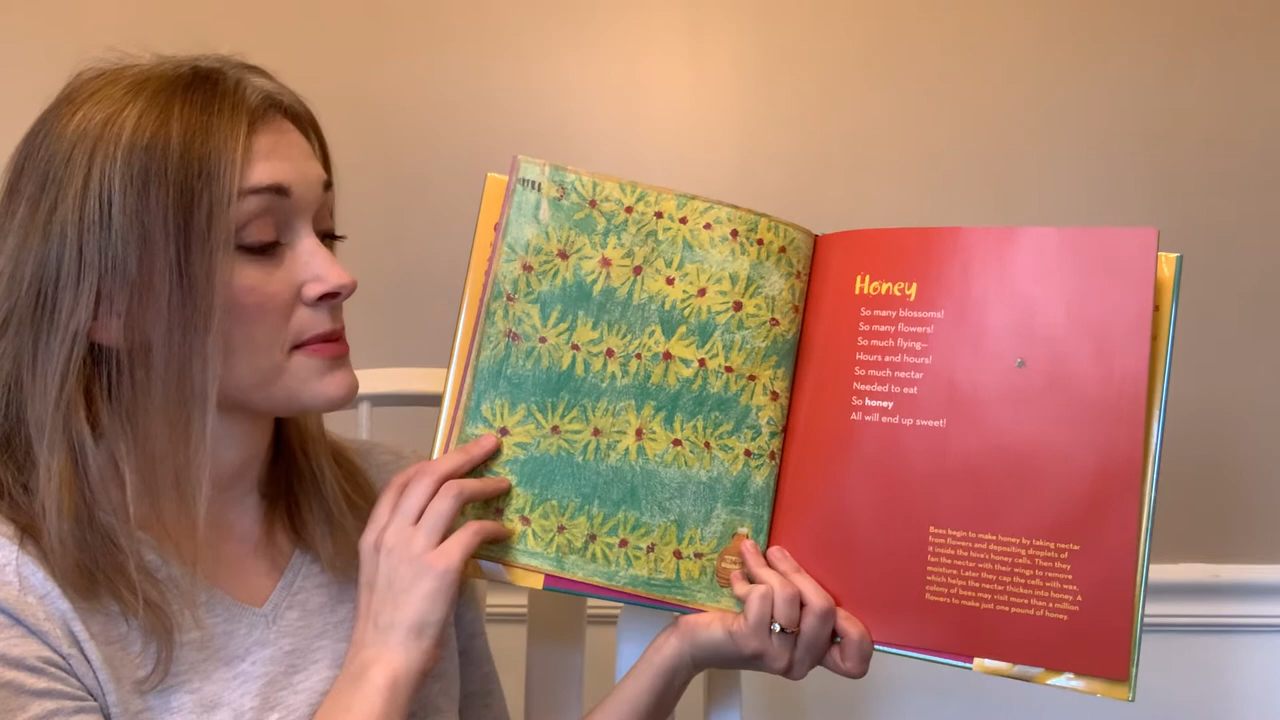 Honey
So many blossoms!
So many flowers!
So much flying—
Hours and hours!
So much nectar
Needed to eat
So honey
All will end up sweet!
Bees begin to make honey by taking nectar
from flowers and depositing droplets of
it inside the hive's honey cells. Then they
fan the nectar with their wings to remove
moisture. Later they cap the cells with wax,
which helps the nectar thicken into honey. A
colony of bees may visit more than a million
flowers to make just one pound of honey.